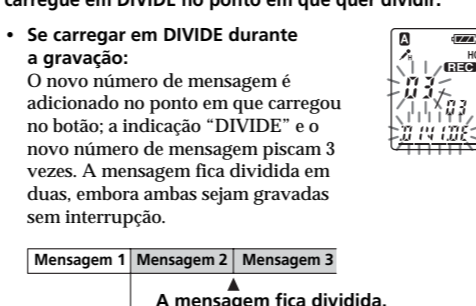 carregue em DIVIDE no ponto em que quer dividir.
• Se carregar em DIVIDE durante
a gravação:
O novo número de mensagem é
adicionado no ponto em que carregou
no botão; a indicação “DIVIDE” e o
novo número de mensagem piscam 3
vezes. A mensagem fica dividida em
duas, embora ambas sejam gravadas
sem interrupção.
A
H
REC
03
03
Mensagem 1 Mensagem 2 Mensagem 3
A mensagem fica dividida.